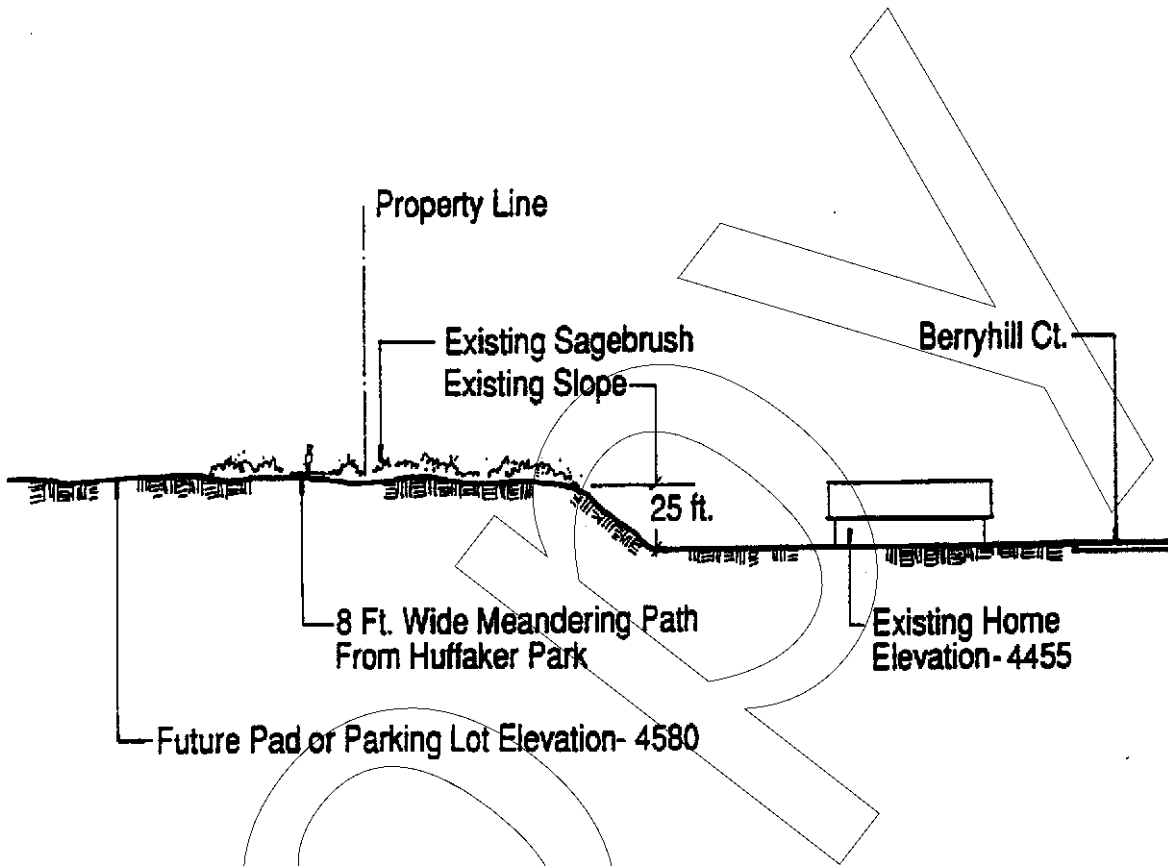 Property Line
Existing Sagebrush
Existing Slope
Berryhill Ct.
25 ft.
8 Ft. Wide Meandering Path
From Huffaker Park
Existing Home
Elevation- 4455
Future Pad or Parking Lot Elevation- 4580
COPY